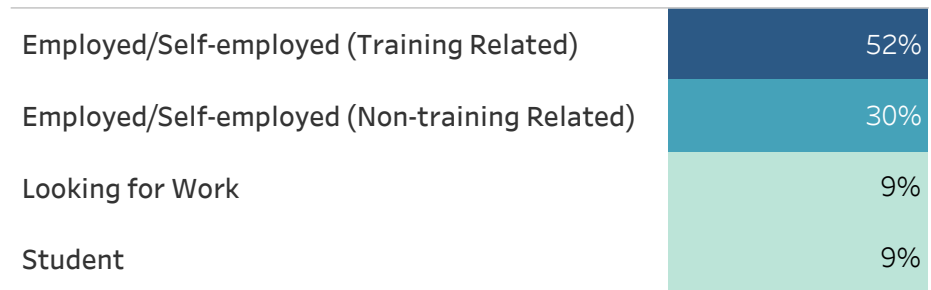 Employed/Self-employed (Training Related) 52%
Employed/Self-employed (Non-training Related) 30%
Looking for Work 9%
Student 9%